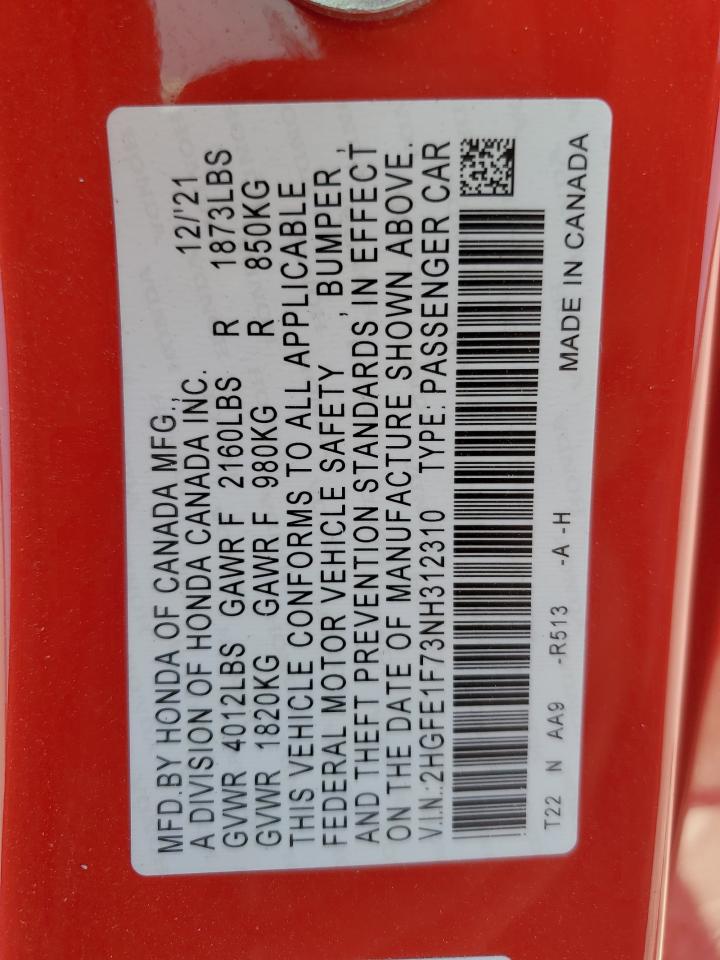 MFD.BY HONDA OF CANADA MFG., 12/'21
A DIVISION OF HONDA CANADA INC.
GVWR 4012LBS GAWR F 2160LBS R 1873LBS
GVWR 1820KG GAWR F 980KG R 850KG
THIS VEHICLE CONFORMS TO ALL APPLICABLE
FEDERAL MOTOR VEHICLE SAFETY , BUMPER ,
AND THEFT PREVENTION STANDARDS IN EFFECT
ON THE DATE OF MANUFACTURE SHOWN ABOVE.
V.I.N.:2HGFE1F73NH312310 TYPE: PASSENGER CAR
T22 N AA9 -R513 -A -H MADE IN CANADA